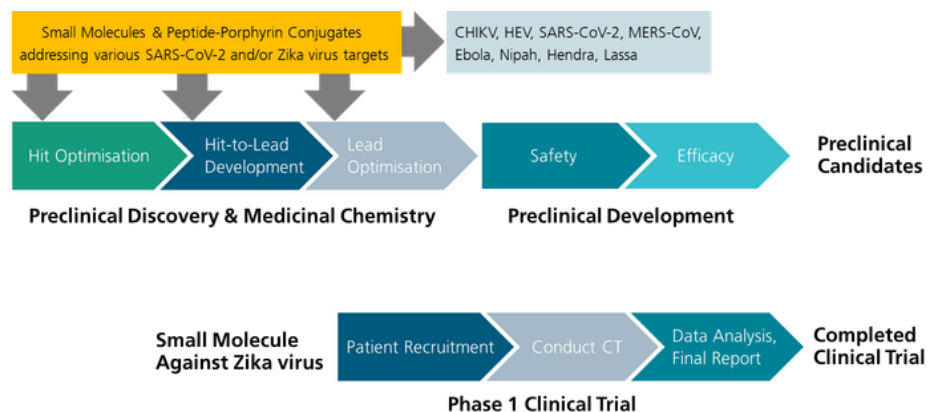 Small Molecules & Peptide-Porphyrin Conjugates
addressing various SARS-CoV-2 and/or Zika virus targets
CHIKV, HEV, SARS-CoV-2, MERS-CoV,
Ebola, Nipah, Hendra, Lassa
Hit Optimisation
Hit-to-Lead
Development
Lead
Optimisation
Safety
Efficacy
Preclinical
Candidates
Preclinical Discovery & Medicinal Chemistry
Preclinical Development
Small Molecule
Against Zika virus
Patient Recruitment
Conduct CT
Data Analysis,
Final Report
Completed
Clinical Trial
Phase 1 Clinical Trial